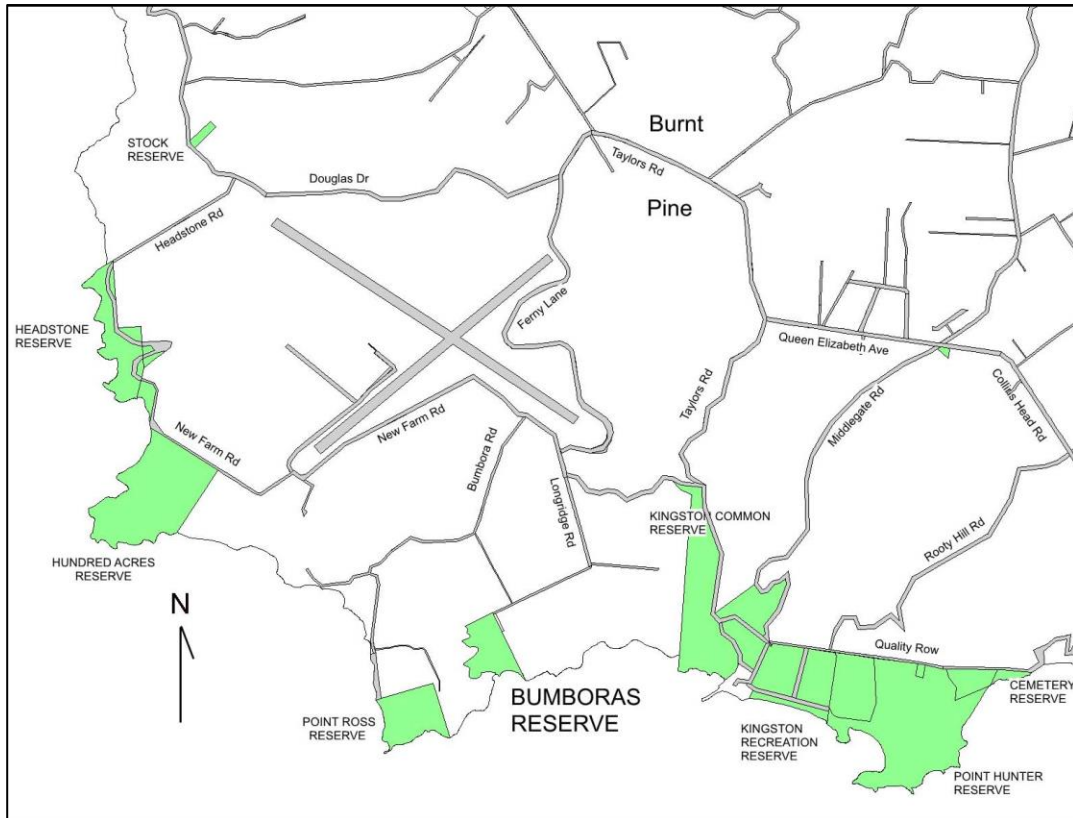 Burnt
Taylors Rd
Pine
STOCK
RESERVE
Douglas Dr
Headstone Rd
HEADSTONE
RESERVE
Ferny Lane
Queen Elizabeth Ave
Taylors Rd
Middlegate Rd
Collins Head Rd
New Farm Rd
New Farm Rd
Bumbora Rd
Longridge Rd
KINGSTON COMMON
RESERVE
Rooty Hill Rd
HUNDRED ACRES
RESERVE
N
Quality Row
BUMBORAS
RESERVE
POINT ROSS
RESERVE
CEMETERY
RESERVE
KINGSTON
RECREATION
RESERVE
POINT HUNTER
RESERVE